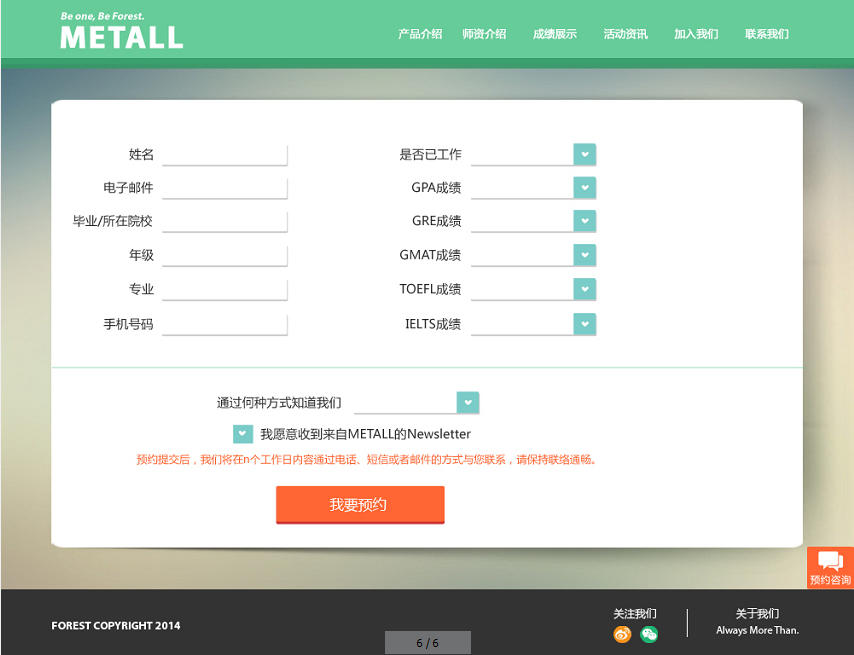 Be one, Be Forest.
METALL
产品介绍 师资介绍 成绩展示 活动资讯 加入我们 联系我们
姓名 是否已工作
电子邮件 GPA成绩
毕业/所在院校 GRE成绩
年级 GMAT成绩
专业 TOEFL成绩
手机号码 IELTS成绩
通过何种方式知道我们
我愿意收到来自METALL的Newsletter
预约提交后，我们将在n个工作日内容通过电话、短信或者邮件的方式与您联系，请保持联络通畅。
我要预约
预约咨询
关注我们 关于我们
FOREST COPYRIGHT 2014 Always More Than.
6 / 6